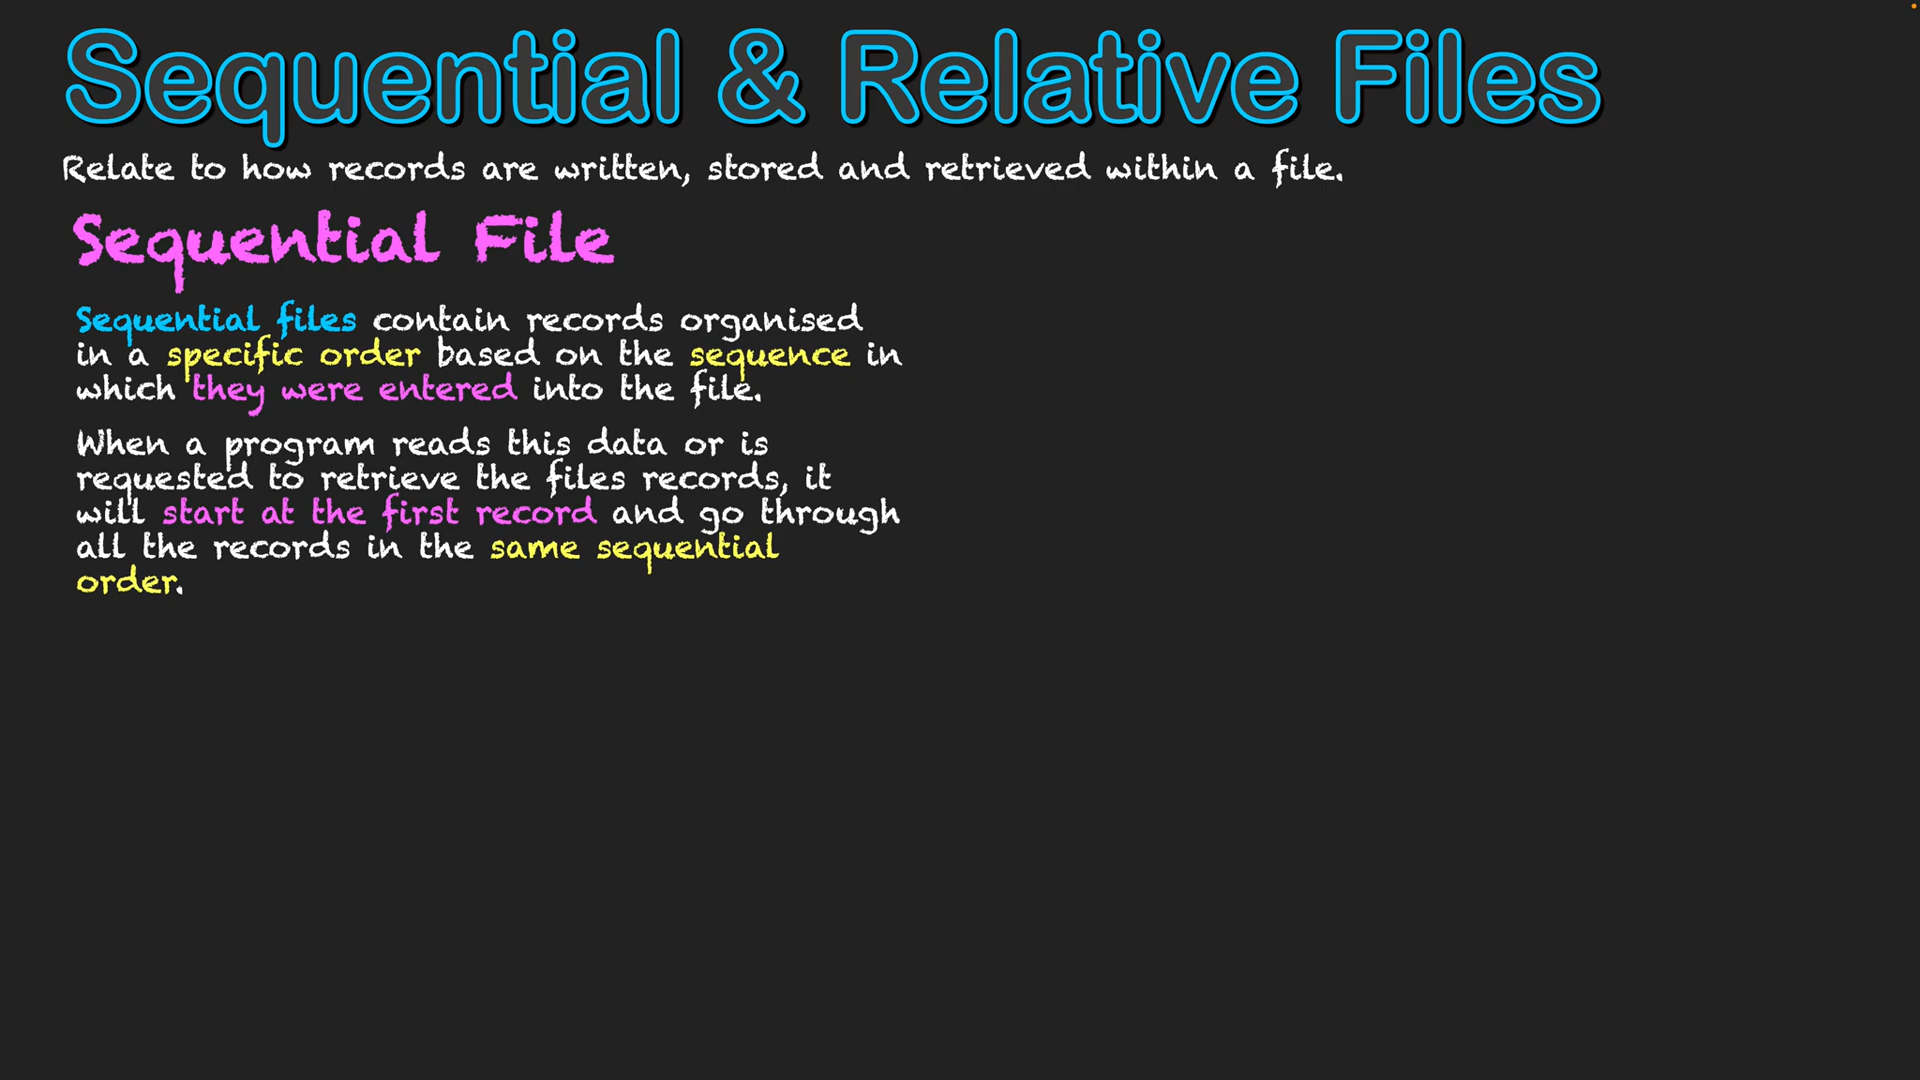 Sequential & Relative Files
Relate to how records are written, stored and retrieved within a file.
Sequential File
Sequential files contain records organised
in a specific order based on the sequence in
which they were entered into the file.
When a program reads this data or is
requested to retrieve the files records, it
will start at the first record and go through
all the records in the same sequential
order.